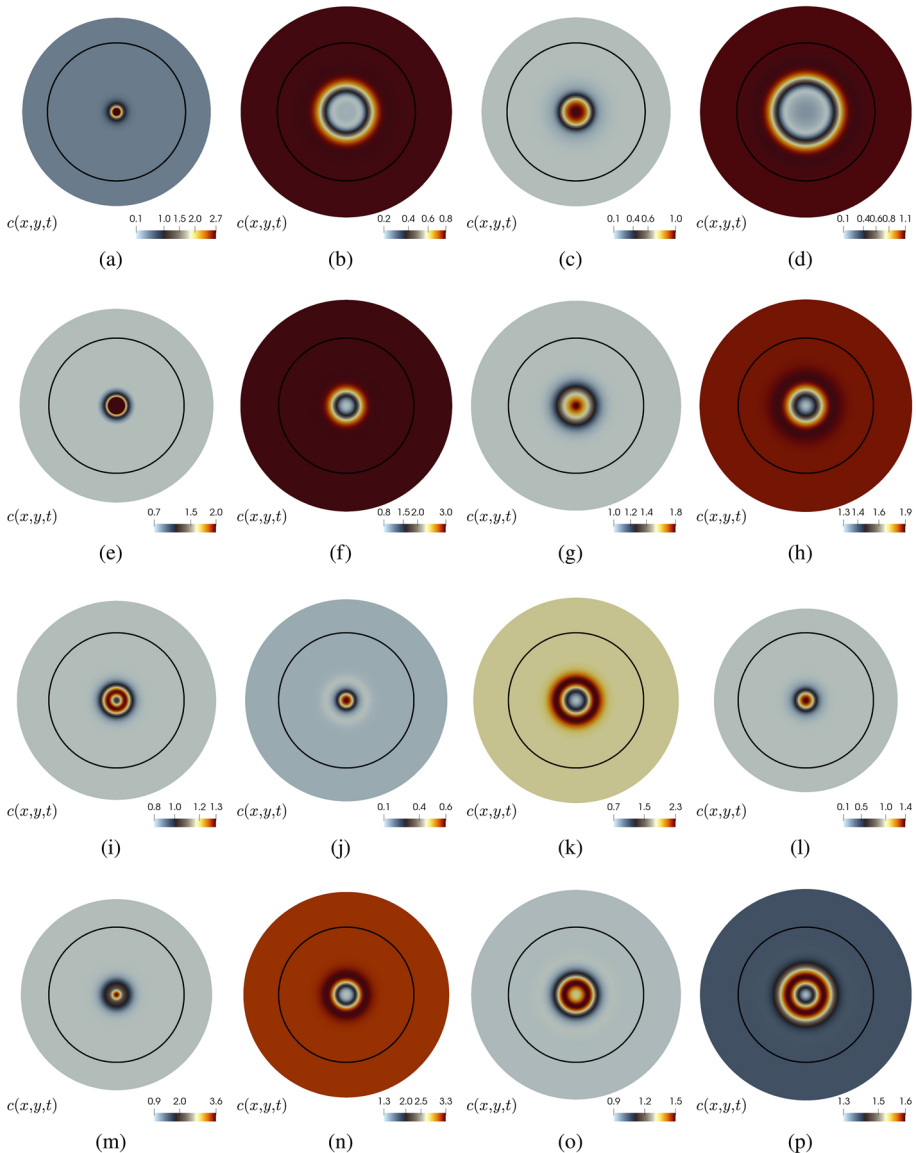 0.1 1.0 1.5 2.0 2.7 0.2 0.4 0.6 0.8 0.1 0.4 0.6 1.0 0.1 0.4 0.6 0.8 1.1
c(x,y,t) c(x,y,t) c(x,y,t) c(x,y,t)
(a) (b) (c) (d)
0.7 1.5 2.0 0.8 1.5 2.0 3.0 1.0 1.2 1.4 1.8 1.3 1.4 1.6 1.9
c(x,y,t) c(x,y,t) c(x,y,t) c(x,y,t)
(e) (f) (g) (h)
0.8 1.0 1.2 1.3 0.1 0.4 0.6 0.7 1.5 2.3 0.1 0.5 1.0 1.4
c(x,y,t) c(x,y,t) c(x,y,t) c(x,y,t)
(i) (j) (k) (l)
0.9 2.0 3.6 1.3 2.0 2.5 3.3 0.9 1.2 1.5 1.3 1.5 1.6
c(x,y,t) c(x,y,t) c(x,y,t) c(x,y,t)
(m) (n) (o) (p)